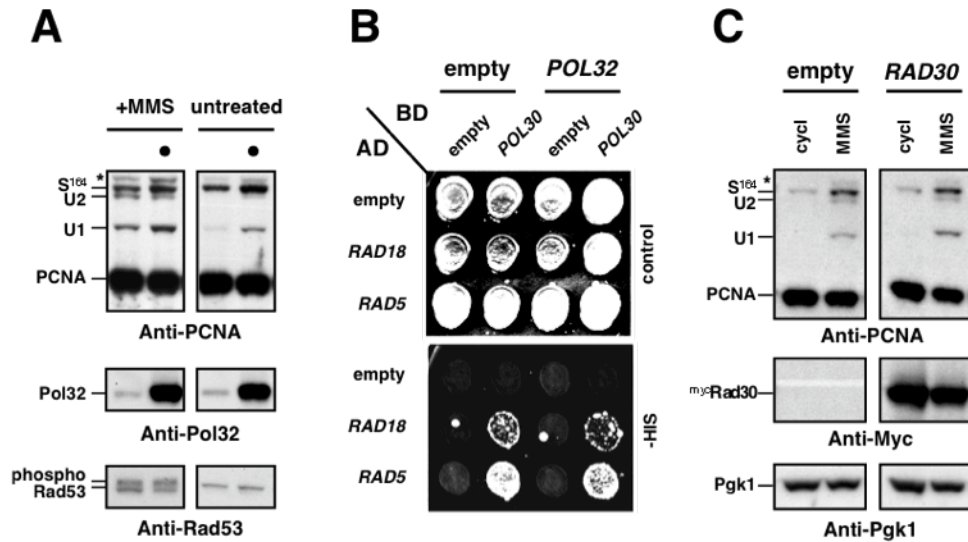 A
+MMS untreated
● ●
*
S164
U2
U1
PCNA
Anti-PCNA
Pol32
Anti-Pol32
phospho
Rad53
Anti-Rad53
B
empty POL32
BD
AD
empty POL30 empty POL30
empty
RAD18
RAD5
control
empty
RAD18
RAD5
-HIS
C
empty RAD30
cycl MMS cycl MMS
* *
S164
U2
U1
PCNA
Anti-PCNA
mycRad30
Anti-Myc
Pgk1
Anti-Pgk1